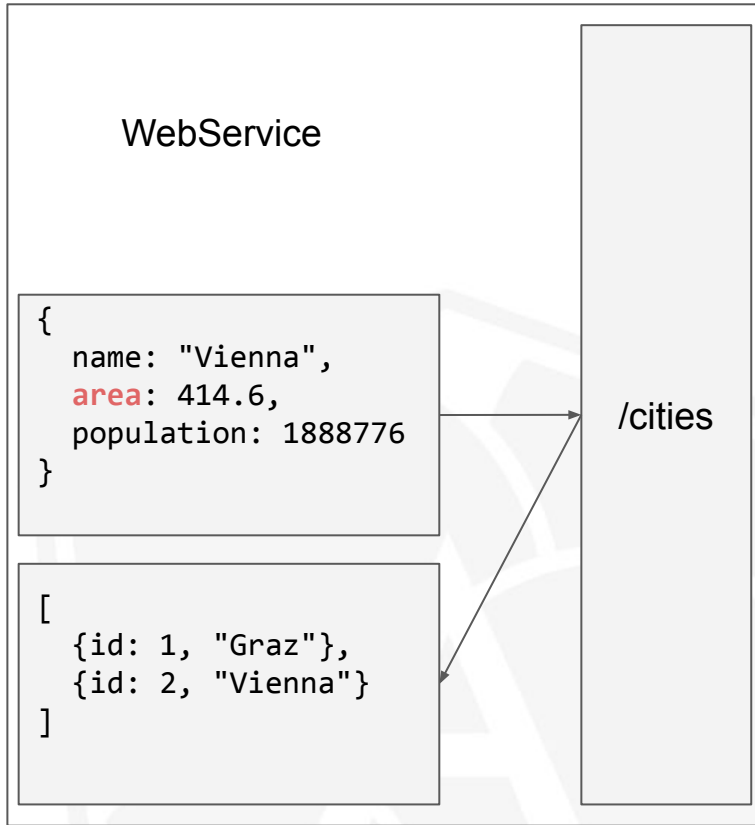 WebService
{
  name: "Vienna",
  area: 414.6,
  population: 1888776
}
/cities
[
  {id: 1, "Graz"},
  {id: 2, "Vienna"}
]